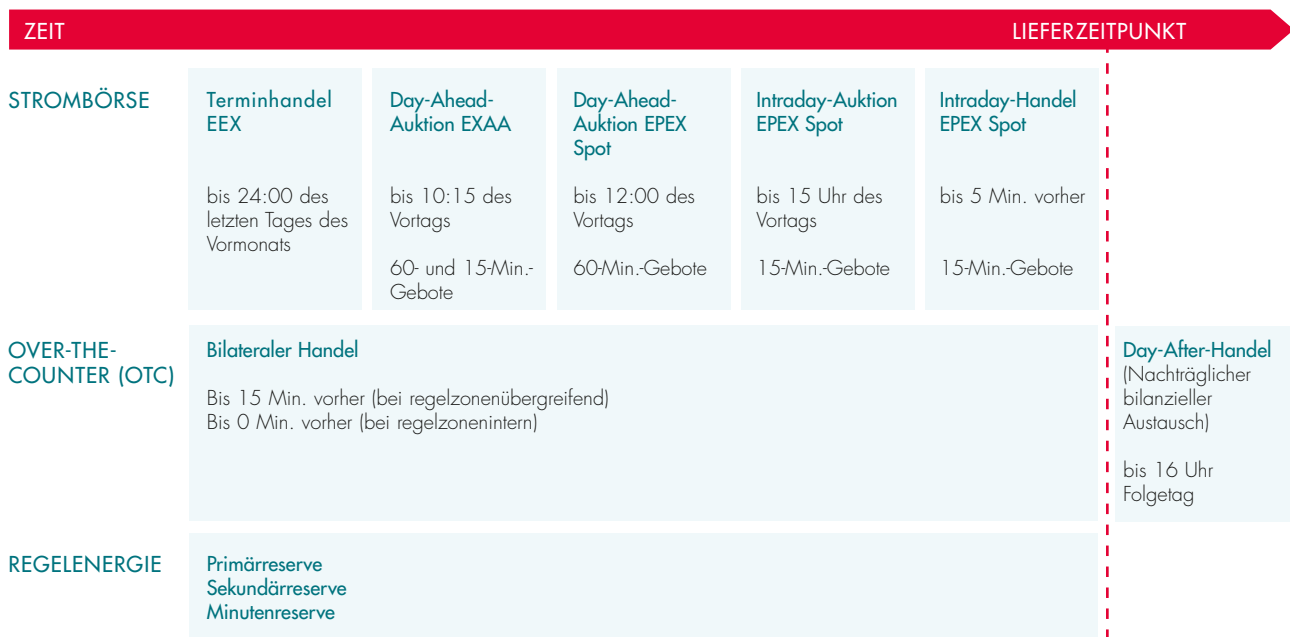 ZEIT
LIEFERZEITPUNKT
STROMBÖRSE
Terminhandel
EEX
bis 24:00 des
letzten Tages des
Vormonats
Day-Ahead-
Auktion EXAA
bis 10:15 des
Vortags
60- und 15-Min.-
Gebote
Day-Ahead-
Auktion EPEX
Spot
bis 12:00 des
Vortags
60-Min.-Gebote
Intraday-Auktion
EPEX Spot
bis 15 Uhr des
Vortags
15-Min.-Gebote
Intraday-Handel
EPEX Spot
bis 5 Min. vorher
15-Min.-Gebote
OVER-THE-
COUNTER (OTC)
Bilateraler Handel
Bis 15 Min. vorher (bei regelzonenübergreifend)
Bis 0 Min. vorher (bei regelzonenintern)
Day-After-Handel
(Nachträglicher
bilanzieller
Austausch)
bis 16 Uhr
Folgetag
REGELENERGIE
Primärreserve
Sekundärreserve
Minutenreserve